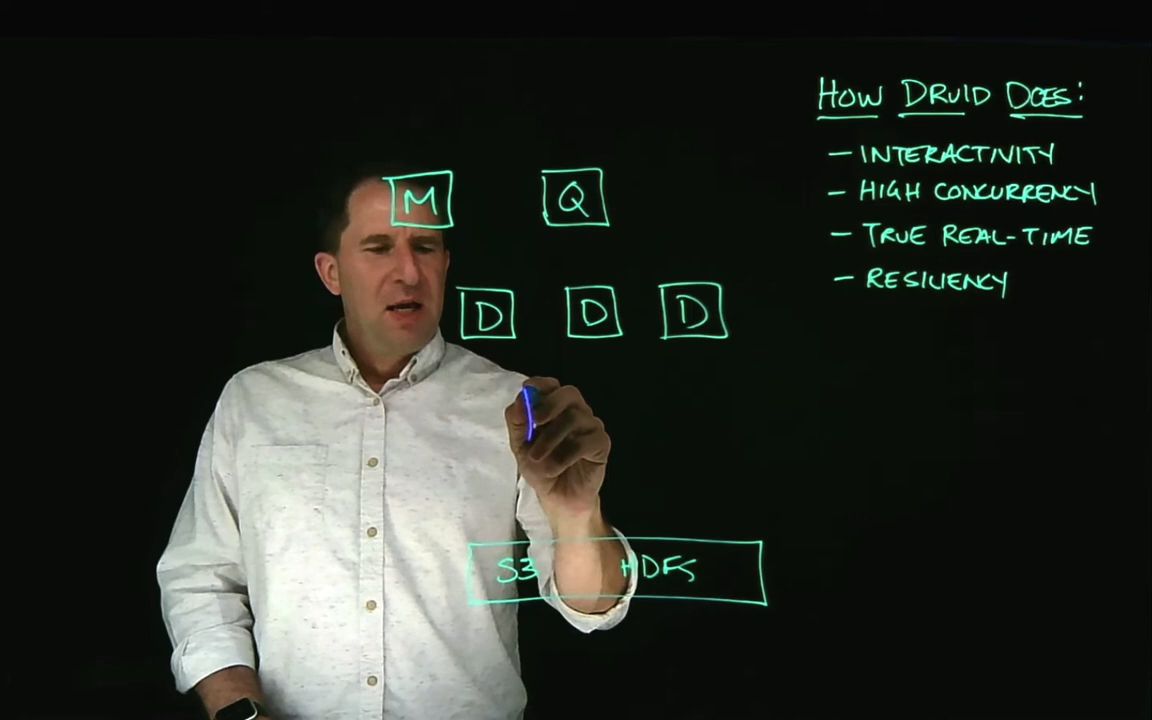 HOW DRUID DOES:
- INTERACTIVITY
- HIGH CONCURRENCY
- TRUE REAL-TIME
- RESILIENCY
M Q
D D D
S3 HDFS